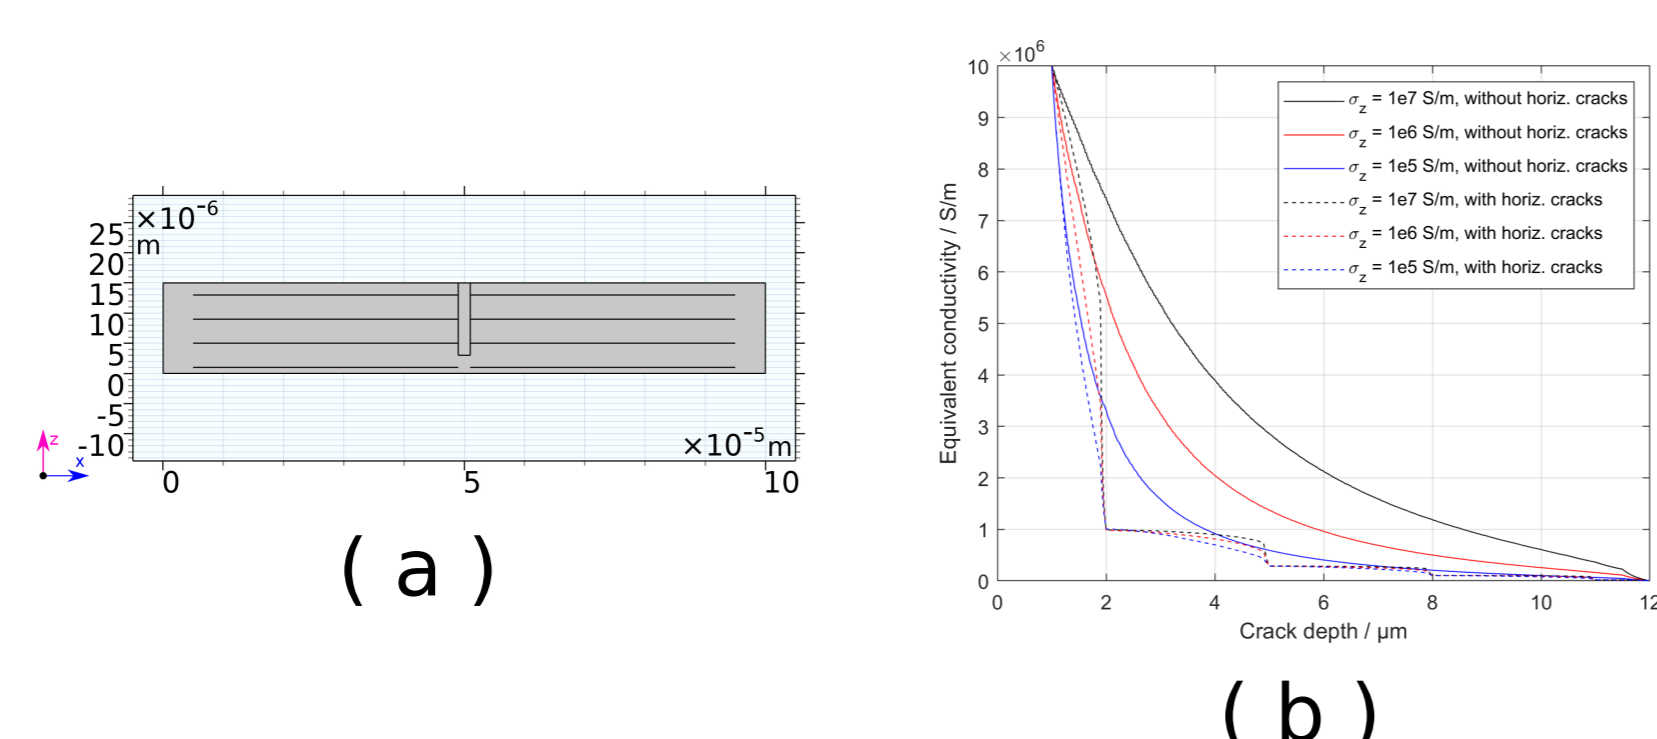 ×10-6
m
25
20
15
10
5
0
-5
-10
z
x
×10-5m
0
5
10
( a )
×106
10
9
8
7
6
5
4
3
2
1
0
Equivalent conductivity / S/m
σz = 1e7 S/m, without horiz. cracks
σz = 1e6 S/m, without horiz. cracks
σz = 1e5 S/m, without horiz. cracks
σz = 1e7 S/m, with horiz. cracks
σz = 1e6 S/m, with horiz. cracks
σz = 1e5 S/m, with horiz. cracks
0 2 4 6 8 10 12
Crack depth / µm
( b )